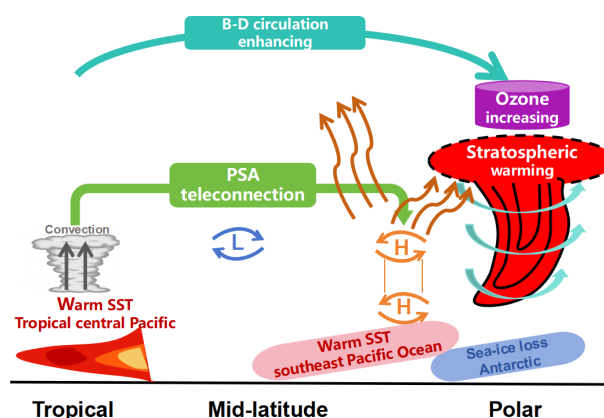 B-D circulation
enhancing
Ozone
increasing
Stratospheric
warming
PSA
teleconnection
Convection
L
H
H
Warm SST
Tropical central Pacific
Warm SST
southeast Pacific Ocean
Sea-ice loss
Antarctic
Tropical
Mid-latitude
Polar